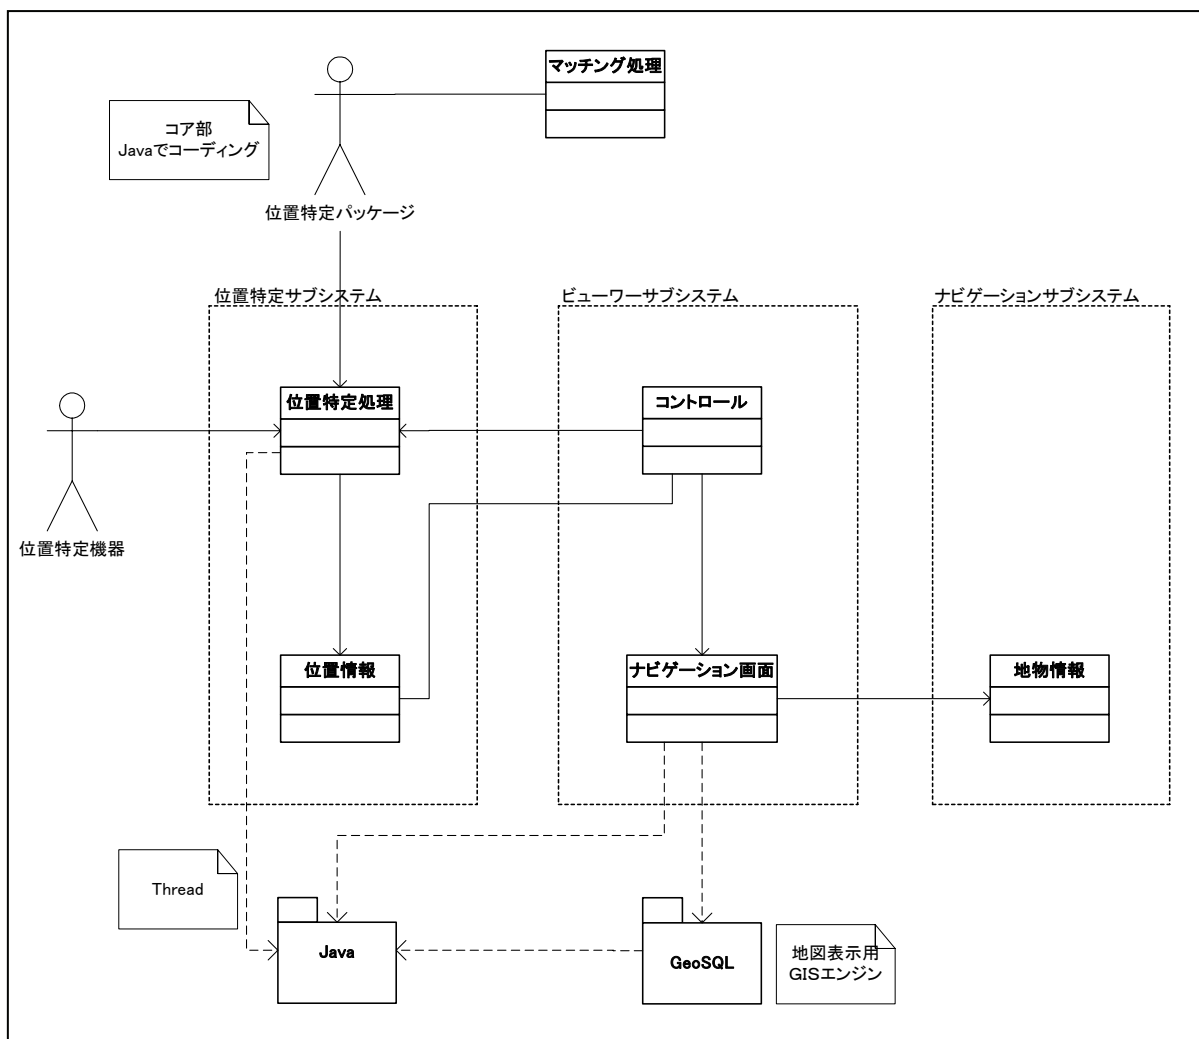 マッチング処理
コア部
Javaでコーディング
位置特定パッケージ
位置特定サブシステム
ビューワーサブシステム
ナビゲーションサブシステム
位置特定処理
コントロール
位置特定機器
位置情報
ナビゲーション画面
地物情報
Thread
Java
GeoSQL
地図表示用
GISエンジン